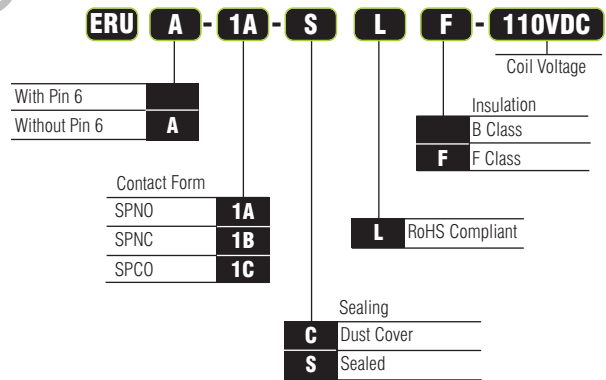 ERU A - 1A - S L F - 110VDC
Coil Voltage
With Pin 6
Without Pin 6 A
Insulation
B Class
F F Class
Contact Form
SPNO 1A
SPNC 1B
SPCO 1C
L RoHS Compliant
Sealing
C Dust Cover
S Sealed